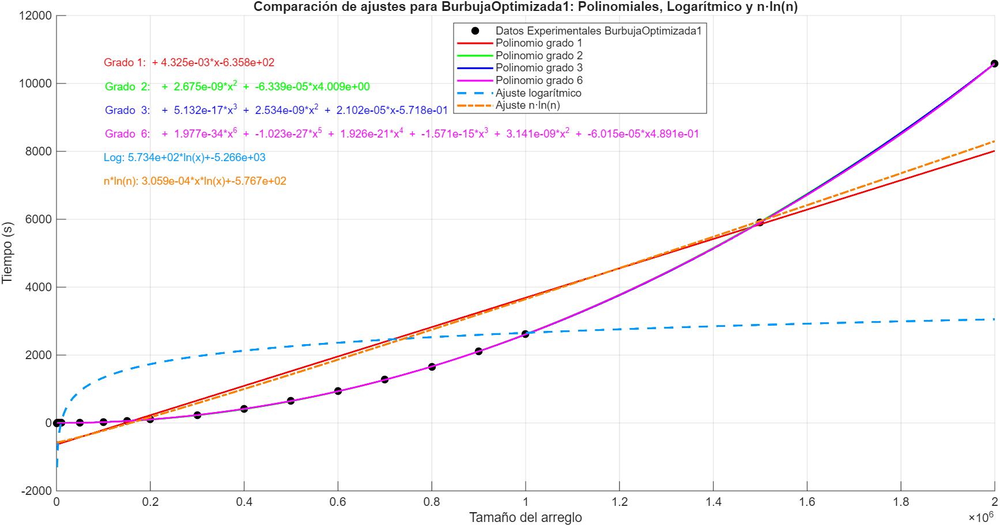 Comparación de ajustes para BurbujaOptimizada1: Polinomiales, Logarítmico y n·ln(n)
12000
10000
8000
6000
4000
2000
0
-2000
Tiempo (s)
Datos Experimentales BurbujaOptimizada1
Polinomio grado 1
Polinomio grado 2
Polinomio grado 3
Polinomio grado 6
Ajuste logarítmico
Ajuste n·ln(n)
Grado 1:  + 4.325e-03*x-6.358e+02
Grado 2:  + 2.675e-09*x² + -6.339e-05*x4.009e+00
Grado 3:  + 5.132e-17*x³ + 2.534e-09*x² + 2.102e-05*x-5.718e-01
Grado 6:  + 1.977e-34*x⁶ + -1.023e-27*x⁵ + 1.926e-21*x⁴ + -1.571e-15*x³ + 3.141e-09*x² + -6.015e-05*x4.891e-01
Log: 5.734e+02*ln(x)+-5.266e+03
n*ln(n): 3.059e-04*x*ln(x)+-5.767e+02
0 0.2 0.4 0.6 0.8 1 1.2 1.4 1.6 1.8 2
×10⁶
Tamaño del arreglo